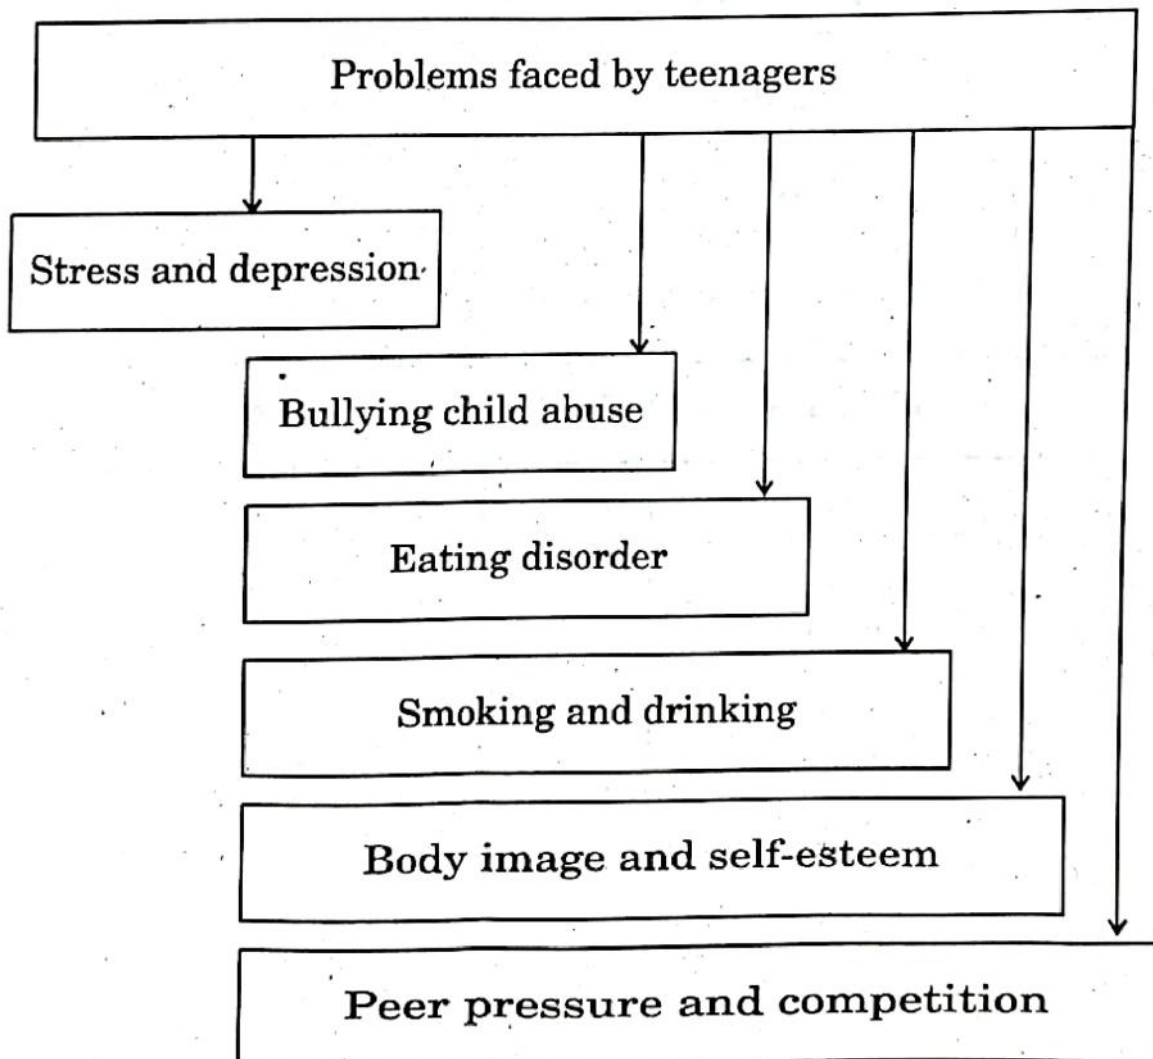 Problems faced by teenagers
Stress and depression
Bullying child abuse
Eating disorder
Smoking and drinking
Body image and self-esteem
Peer pressure and competition